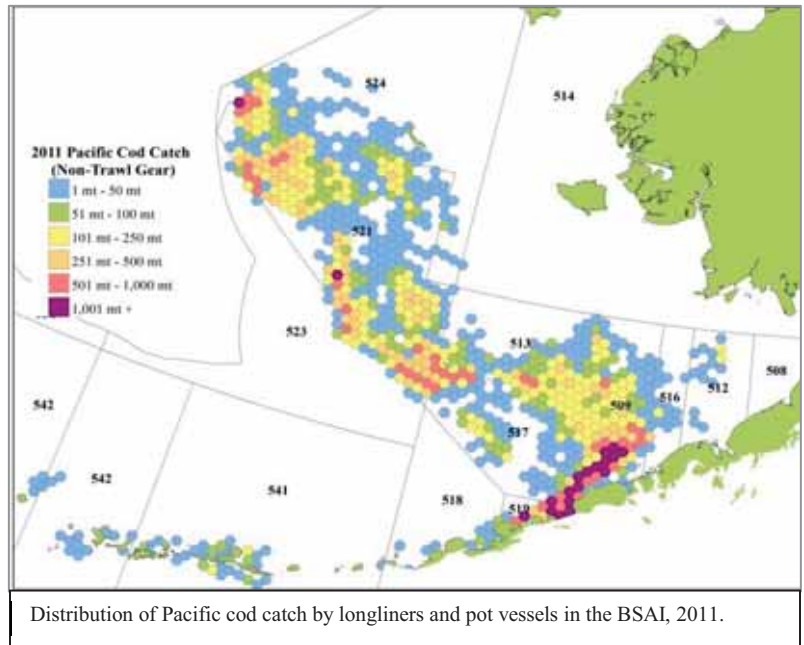 524
514
2011 Pacific Cod Catch
(Non-Trawl Gear)
1 mt - 50 mt
51 mt - 100 mt
101 mt - 250 mt
251 mt - 500 mt
501 mt - 1,000 mt
1,001 mt +
521
523
513
508
512
516
509
542
517
542
541
518
519
Distribution of Pacific cod catch by longliners and pot vessels in the BSAI, 2011.